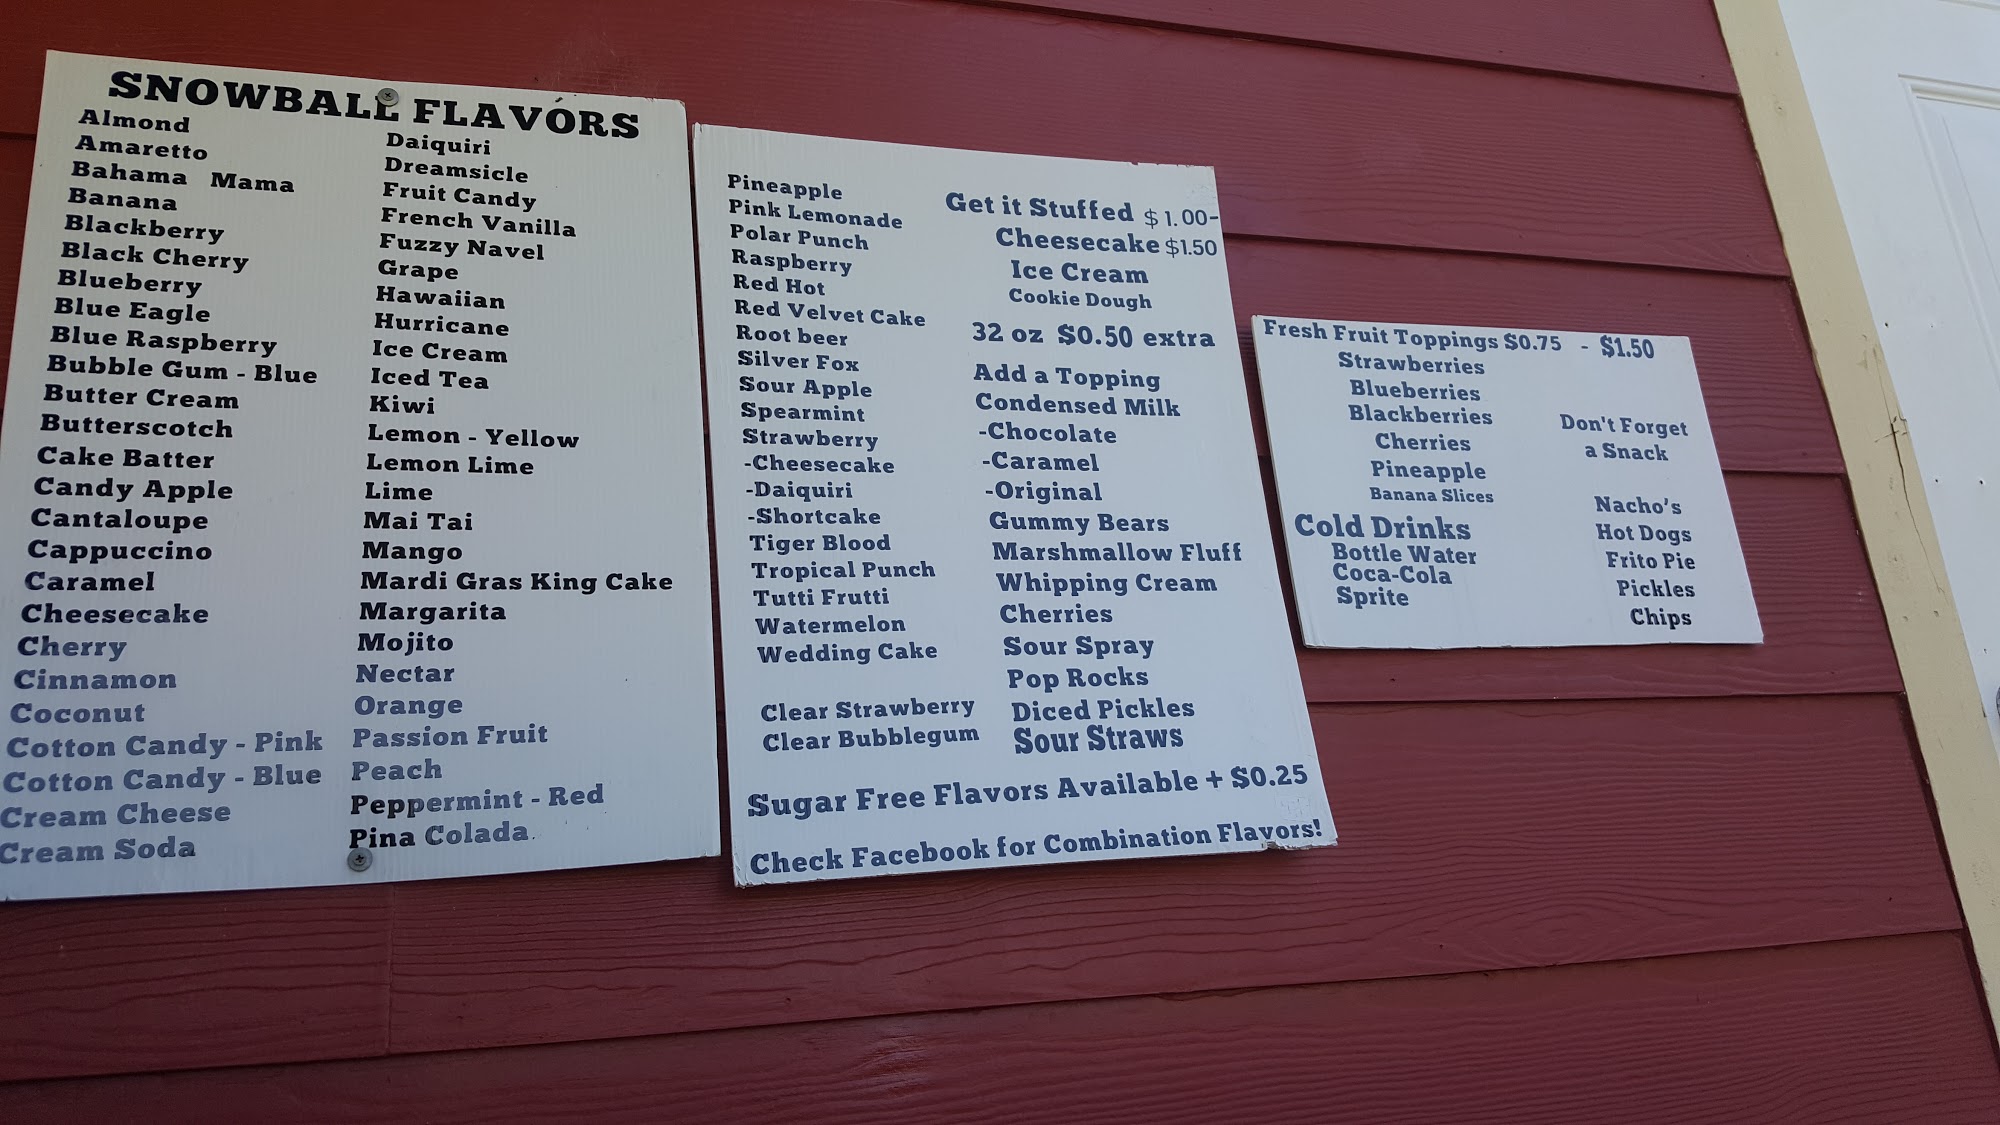 SNOWBALL FLAVORS
Almond
Amaretto
Bahama Mama
Banana
Blackberry
Black Cherry
Blueberry
Blue Eagle
Blue Raspberry
Bubble Gum - Blue
Butter Cream
Butterscotch
Cake Batter
Candy Apple
Cantaloupe
Cappuccino
Caramel
Cheesecake
Cherry
Cinnamon
Coconut
Cotton Candy - Pink
Cotton Candy - Blue
Cream Cheese
Cream Soda
Daiquiri
Dreamsicle
Fruit Candy
French Vanilla
Fuzzy Navel
Grape
Hawaiian
Hurricane
Ice Cream
Iced Tea
Kiwi
Lemon - Yellow
Lemon Lime
Lime
Mai Tai
Mango
Mardi Gras King Cake
Margarita
Mojito
Nectar
Orange
Passion Fruit
Peach
Peppermint - Red
Pina Colada
Pineapple
Pink Lemonade
Polar Punch
Raspberry
Red Hot
Red Velvet Cake
Root beer
Silver Fox
Sour Apple
Spearmint
Strawberry
-Cheesecake
-Daiquiri
-Shortcake
Tiger Blood
Tropical Punch
Tutti Frutti
Watermelon
Wedding Cake
Clear Strawberry
Clear Bubblegum
Get it Stuffed $1.00-
Cheesecake $1.50
Ice Cream
Cookie Dough
32 oz $0.50 extra
Add a Topping
Condensed Milk
-Chocolate
-Caramel
-Original
Gummy Bears
Marshmallow Fluff
Whipping Cream
Cherries
Sour Spray
Pop Rocks
Diced Pickles
Sour Straws
Sugar Free Flavors Available + $0.25
Check Facebook for Combination Flavors!
Fresh Fruit Toppings $0.75 - $1.50
Strawberries
Blueberries
Blackberries
Cherries
Pineapple
Banana Slices
Cold Drinks
Bottle Water
Coca-Cola
Sprite
Don't Forget
a Snack
Nacho's
Hot Dogs
Frito Pie
Pickles
Chips